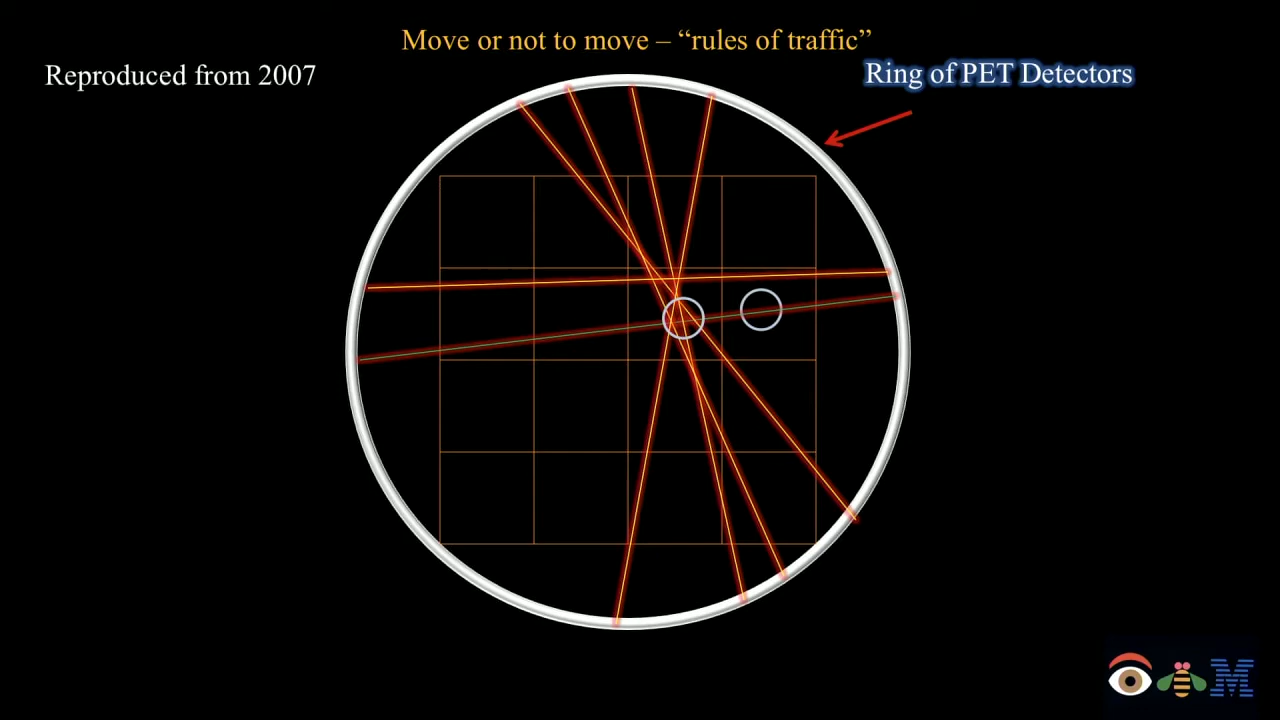 Move or not to move – “rules of traffic”
Reproduced from 2007
Ring of PET Detectors
M